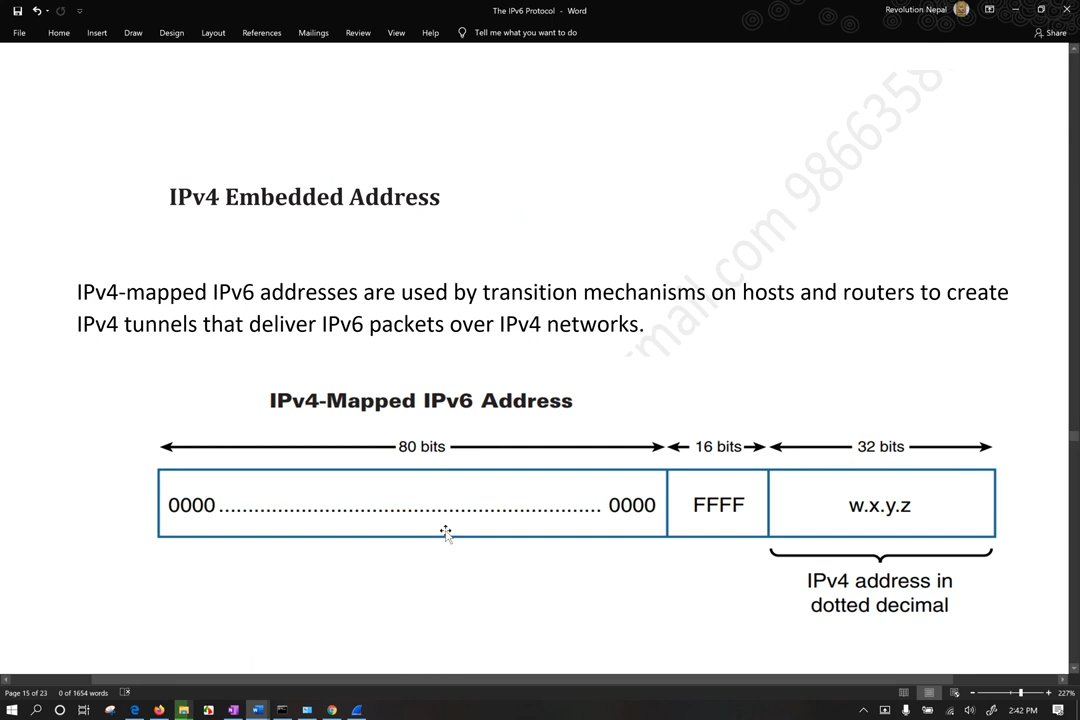 The IPv6 Protocol - Word
Revolution Nepal
File Home Insert Draw Design Layout References Mailings Review View Help Tell me what you want to do Share
IPv4 Embedded Address
IPv4-mapped IPv6 addresses are used by transition mechanisms on hosts and routers to create
IPv4 tunnels that deliver IPv6 packets over IPv4 networks.
IPv4-Mapped IPv6 Address
80 bits 16 bits 32 bits
0000 ................................................................. 0000 FFFF w.x.y.z
IPv4 address in
dotted decimal
mail.com 9866358
Page 15 of 23 0 of 1654 words 227%
2:42 PM